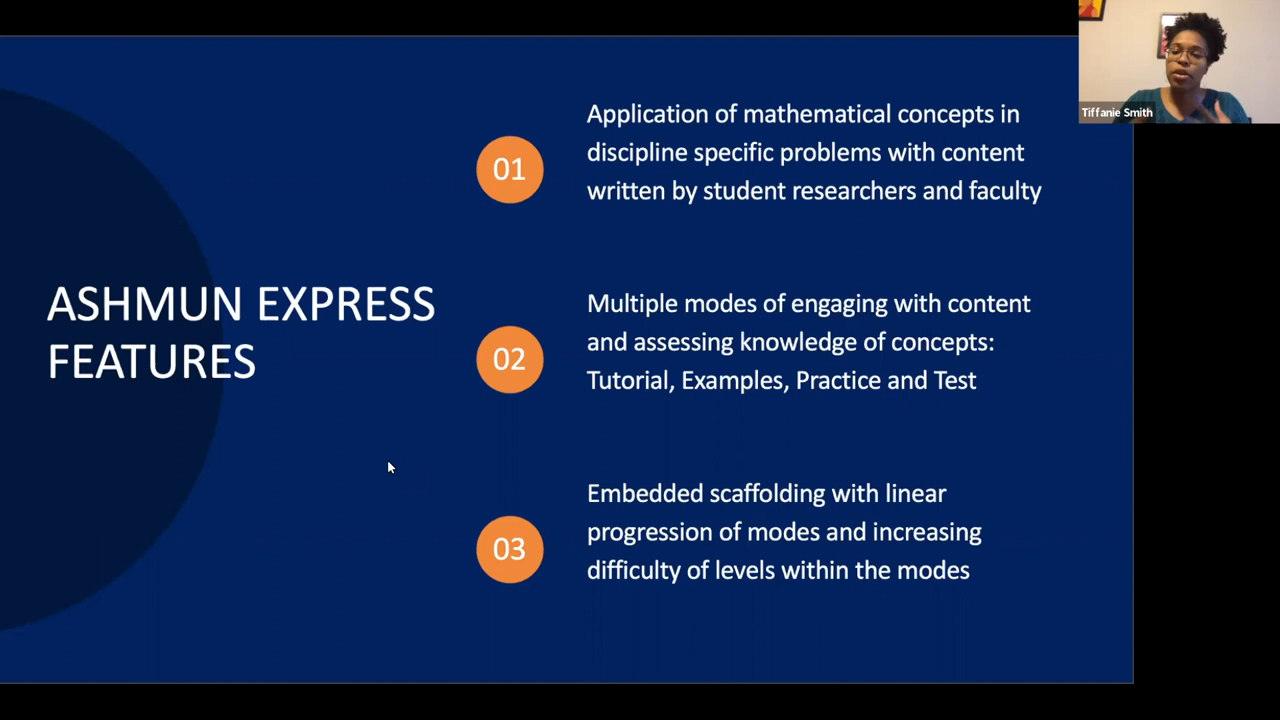 ASHMUN EXPRESS
FEATURES
01
Application of mathematical concepts in
discipline specific problems with content
written by student researchers and faculty
02
Multiple modes of engaging with content
and assessing knowledge of concepts:
Tutorial, Examples, Practice and Test
03
Embedded scaffolding with linear
progression of modes and increasing
difficulty of levels within the modes
Tiffanie Smith